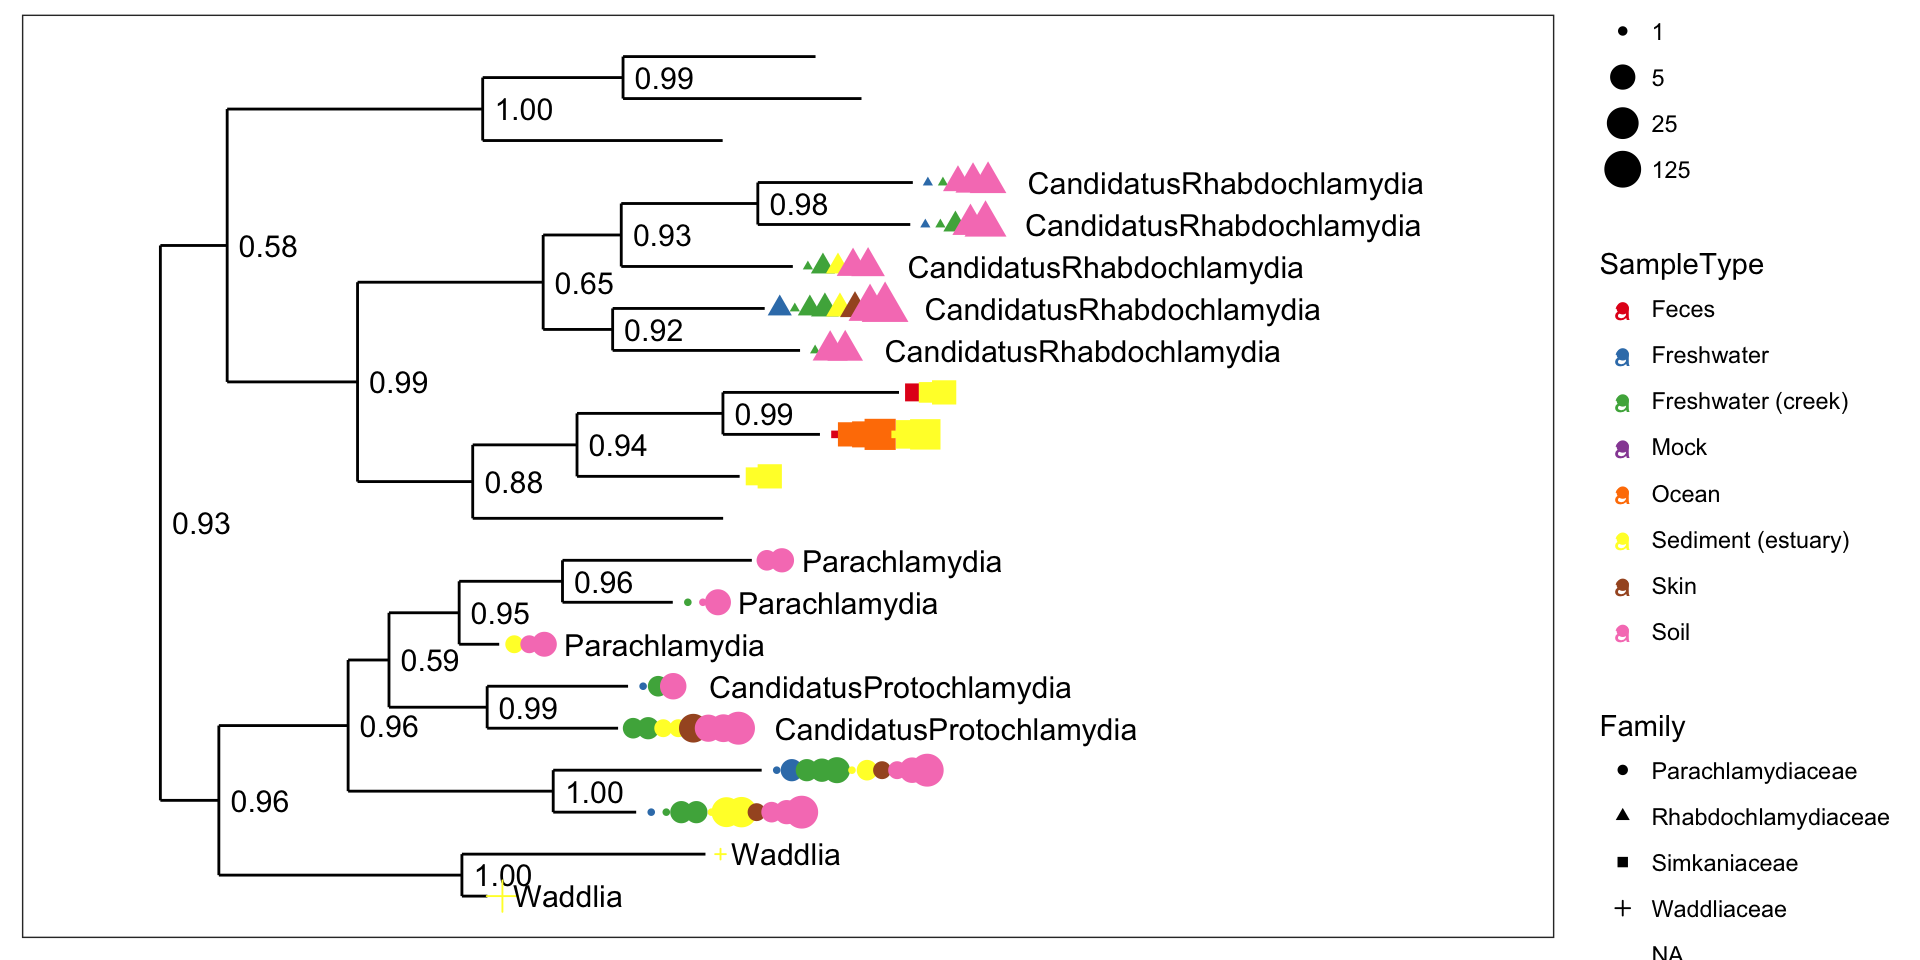 0.99
1.00
CandidatusRhabdochlamydia
0.98
CandidatusRhabdochlamydia
0.93
0.58
CandidatusRhabdochlamydia
0.65
CandidatusRhabdochlamydia
0.92
CandidatusRhabdochlamydia
0.99
0.99
0.94
0.88
0.93
Parachlamydia
0.96
Parachlamydia
0.95
Parachlamydia
0.59
CandidatusProtochlamydia
0.99
0.96
CandidatusProtochlamydia
1.00
0.96
Waddlia
1.00
Waddlia
1
5
25
125
SampleType
a Feces
a Freshwater
a Freshwater (creek)
a Mock
a Ocean
a Sediment (estuary)
a Skin
a Soil
Family
Parachlamydiaceae
Rhabdochlamydiaceae
Simkaniaceae
Waddliaceae
NA